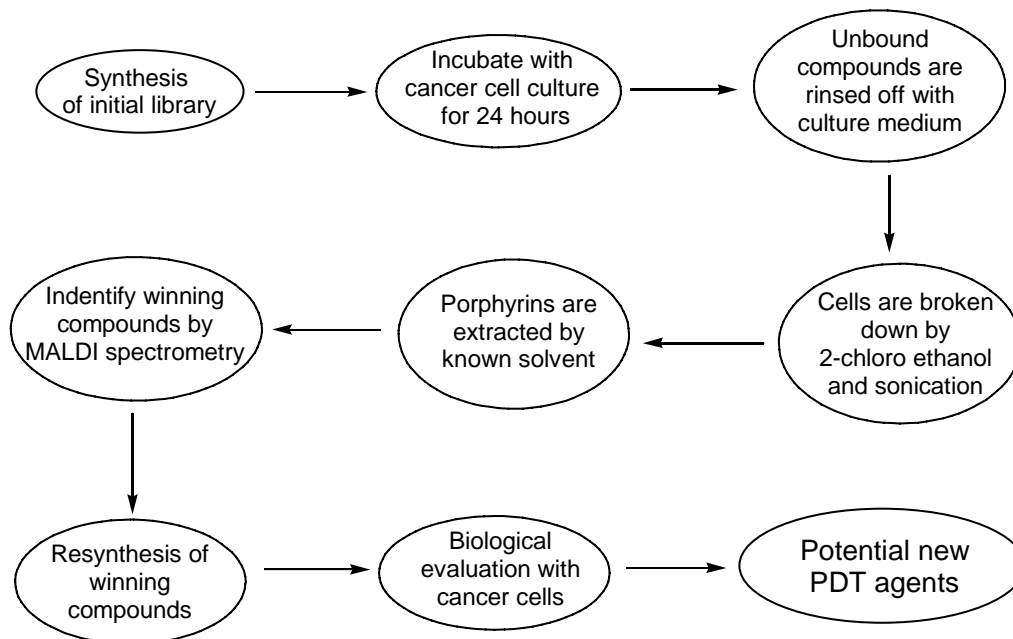 Synthesis
of initial library
Incubate with
cancer cell culture
for 24 hours
Unbound
compounds are
rinsed off with
culture medium
Cells are broken
down by
2-chloro ethanol
and sonication
Porphyrins are
extracted by
known solvent
Indentify winning
compounds by
MALDI spectrometry
Resynthesis of
winning
compounds
Biological
evaluation with
cancer cells
Potential new
PDT agents